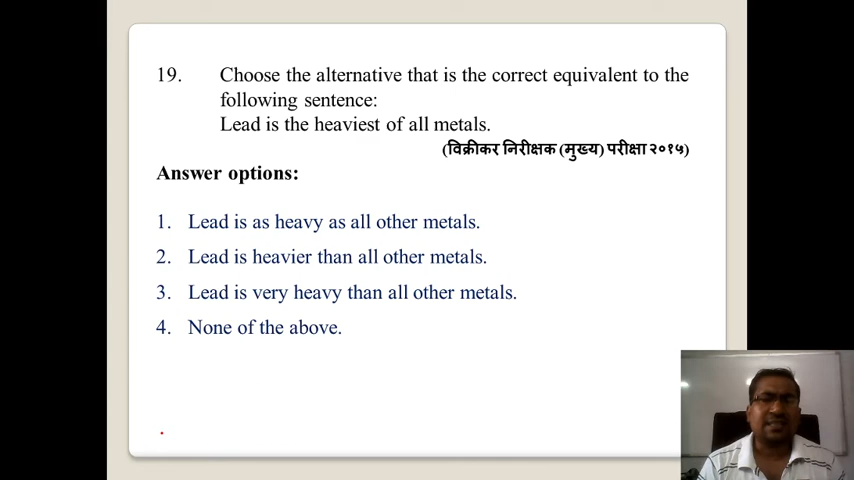 19. Choose the alternative that is the correct equivalent to the
following sentence:
Lead is the heaviest of all metals.
(विक्रीकर निरीक्षक (मुख्य) परीक्षा २०१५)
Answer options:
1. Lead is as heavy as all other metals.
2. Lead is heavier than all other metals.
3. Lead is very heavy than all other metals.
4. None of the above.